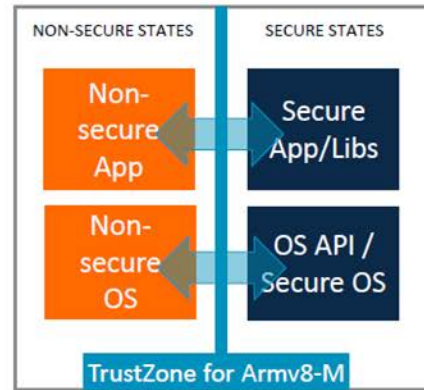 NON-SECURE STATES
SECURE STATES
Non-
secure
App
Secure
App/Libs
Non-
secure
OS
OS API /
Secure OS
TrustZone for Armv8-M